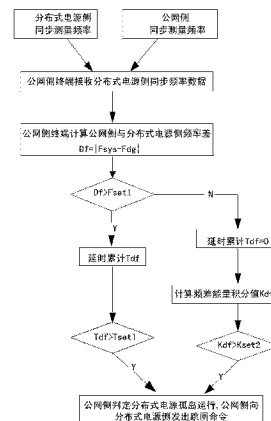 分布式电源侧
同步测量频率
公网侧
同步测量频率
公网侧终端接收分布式电源侧同步频率数据
公网侧终端计算公网侧与分布式电源侧频率差
Df=|Fsys-Fdg|
Df>Fset1
N
Y
延时累计Tdf
延时累计Tdf=0
计算频差能量积分值Kd
Tdf>Tset1
Kdf>Kset2
Y
Y
公网侧判定分布式电源孤岛运行,公网侧向
分布式电源侧发出跳闸命令